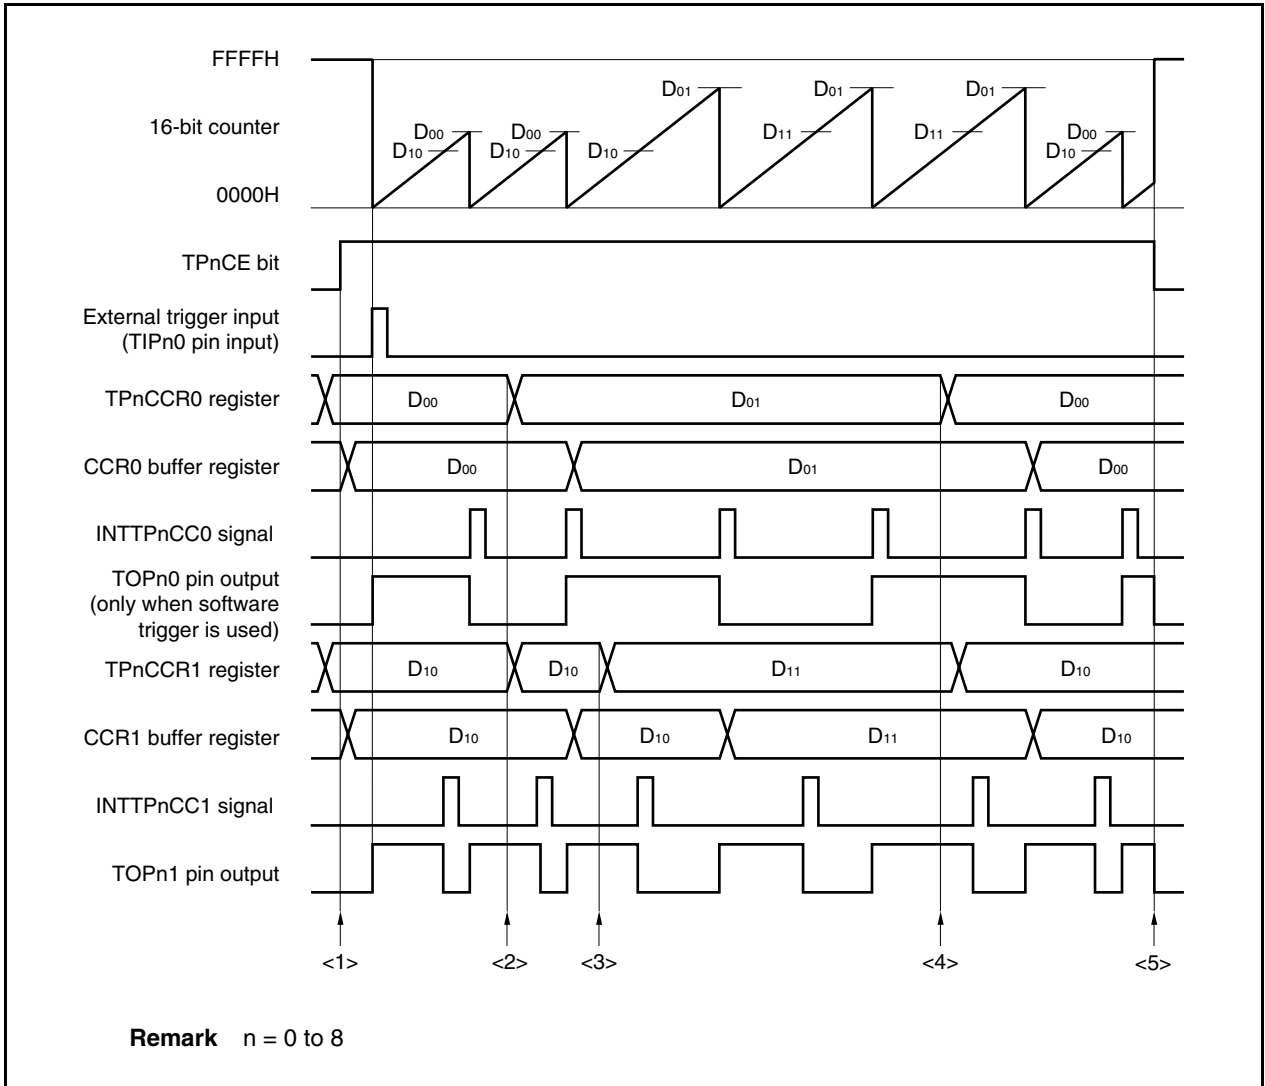 FFFFH
D01 D01 D01
16-bit counter
D00 D00 D11 D11 D00
D10 D10 D10 D10
0000H
TPnCE bit
External trigger input
(TIPn0 pin input)
TPnCCR0 register D00 D01 D00
CCR0 buffer register D00 D01 D00
INTTPnCC0 signal
TOPn0 pin output
(only when software
trigger is used)
TPnCCR1 register D10 D10 D11 D10
CCR1 buffer register D10 D10 D11 D10
INTTPnCC1 signal
TOPn1 pin output
<1> <2> <3> <4> <5>
Remark n = 0 to 8